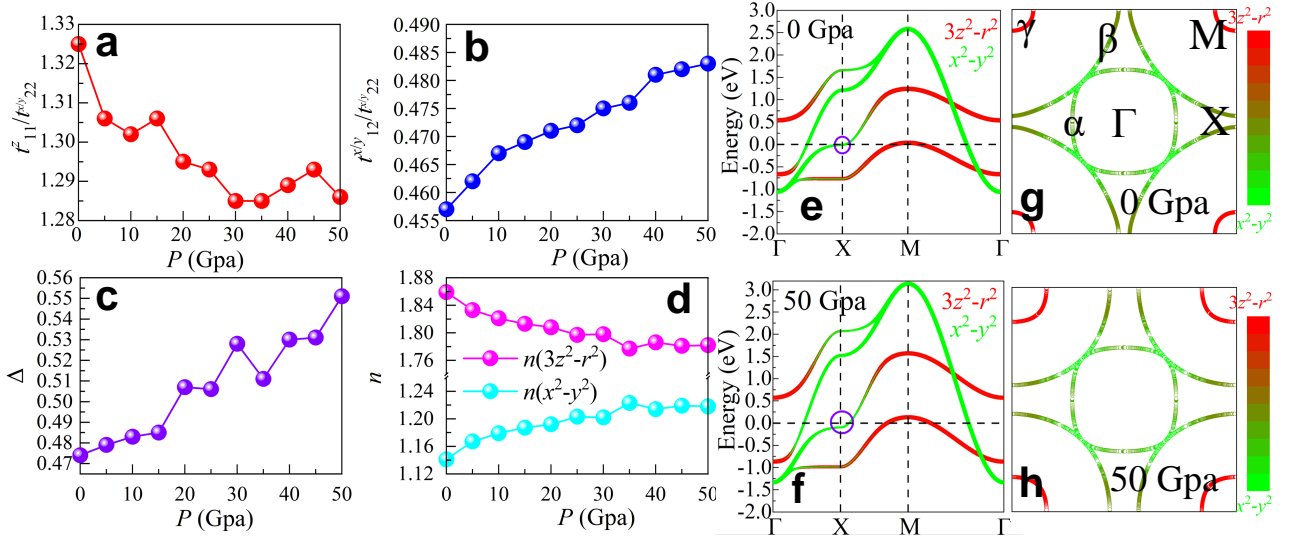 a
t^z_11/t^x/y_22
1.33
1.32
1.31
1.30
1.29
1.28
0 10 20 30 40 50
P (Gpa)
b
t^x/y_12/t^x/y_22
0.490
0.485
0.480
0.475
0.470
0.465
0.460
0.455
0 10 20 30 40 50
P (Gpa)
e
0 Gpa
3z²-r²
x²-y²
Energy (eV)
3.0
2.5
2.0
1.5
1.0
0.5
0.0
-0.5
-1.0
-1.5
-2.0
Γ X M Γ
g
γ β M
α Γ X
0 Gpa
3z²-r²
x²-y²
c
Δ
0.56
0.55
0.54
0.53
0.52
0.51
0.50
0.49
0.48
0.47
0 10 20 30 40 50
P (Gpa)
d
n
1.88
1.84
1.80
1.76
1.24
1.20
1.16
1.12
n(3z²-r²)
n(x²-y²)
0 10 20 30 40 50
P (Gpa)
f
50 Gpa
3z²-r²
x²-y²
Energy (eV)
3.0
2.5
2.0
1.5
1.0
0.5
0.0
-0.5
-1.0
-1.5
-2.0
Γ X M Γ
h
50 Gpa
3z²-r²
x²-y²